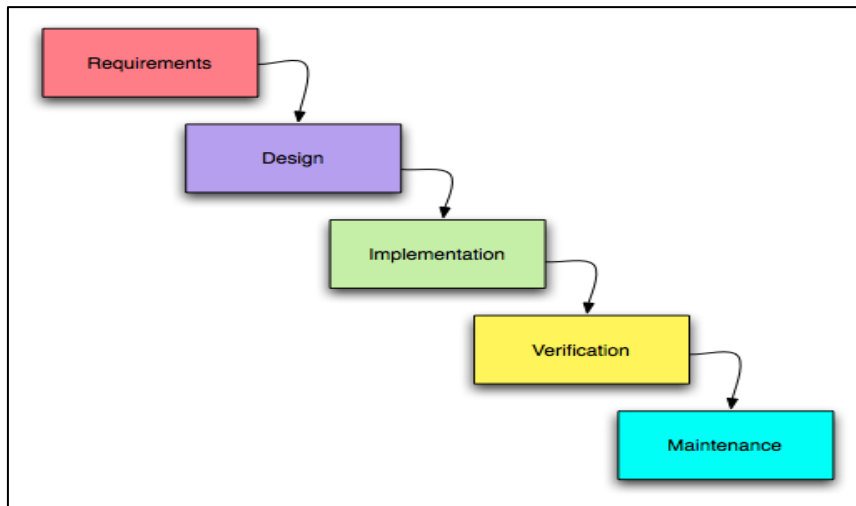 Requirements
Design
Implementation
Verification
Maintenance